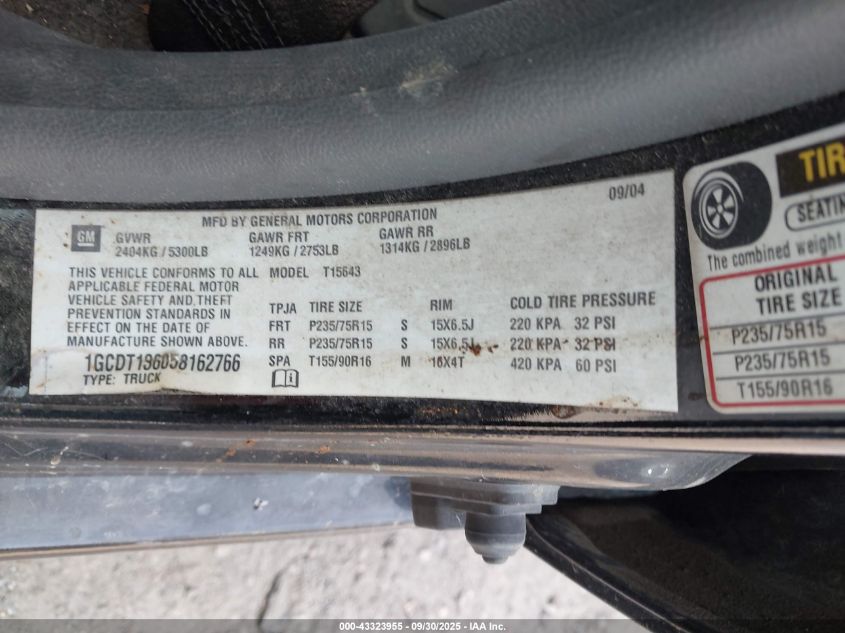 MFD BY GENERAL MOTORS CORPORATION
09/04
GM
GVWR GAWR FRT GAWR RR
2404KG / 5300LB 1249KG / 2753LB 1314KG / 2896LB
THIS VEHICLE CONFORMS TO ALL
APPLICABLE FEDERAL MOTOR
VEHICLE SAFETY AND THEFT
PREVENTION STANDARDS IN
EFFECT ON THE DATE OF
MANUFACTURE SHOWN ABOVE.
1GCDT196058162766
TYPE: TRUCK
MODEL T15643
TPJA TIRE SIZE RIM COLD TIRE PRESSURE
FRT P235/75R15 S 15X6.5J 220 KPA 32 PSI
RR P235/75R15 S 15X6.5J 220 KPA 32 PSI
SPA T155/90R16 M 16X4T 420 KPA 60 PSI
i
TIR
SEATIN
The combined weight
ORIGINAL
TIRE SIZE
P235/75R15
P235/75R15
T155/90R16
000-43323955 - 09/30/2025 - IAA Inc.